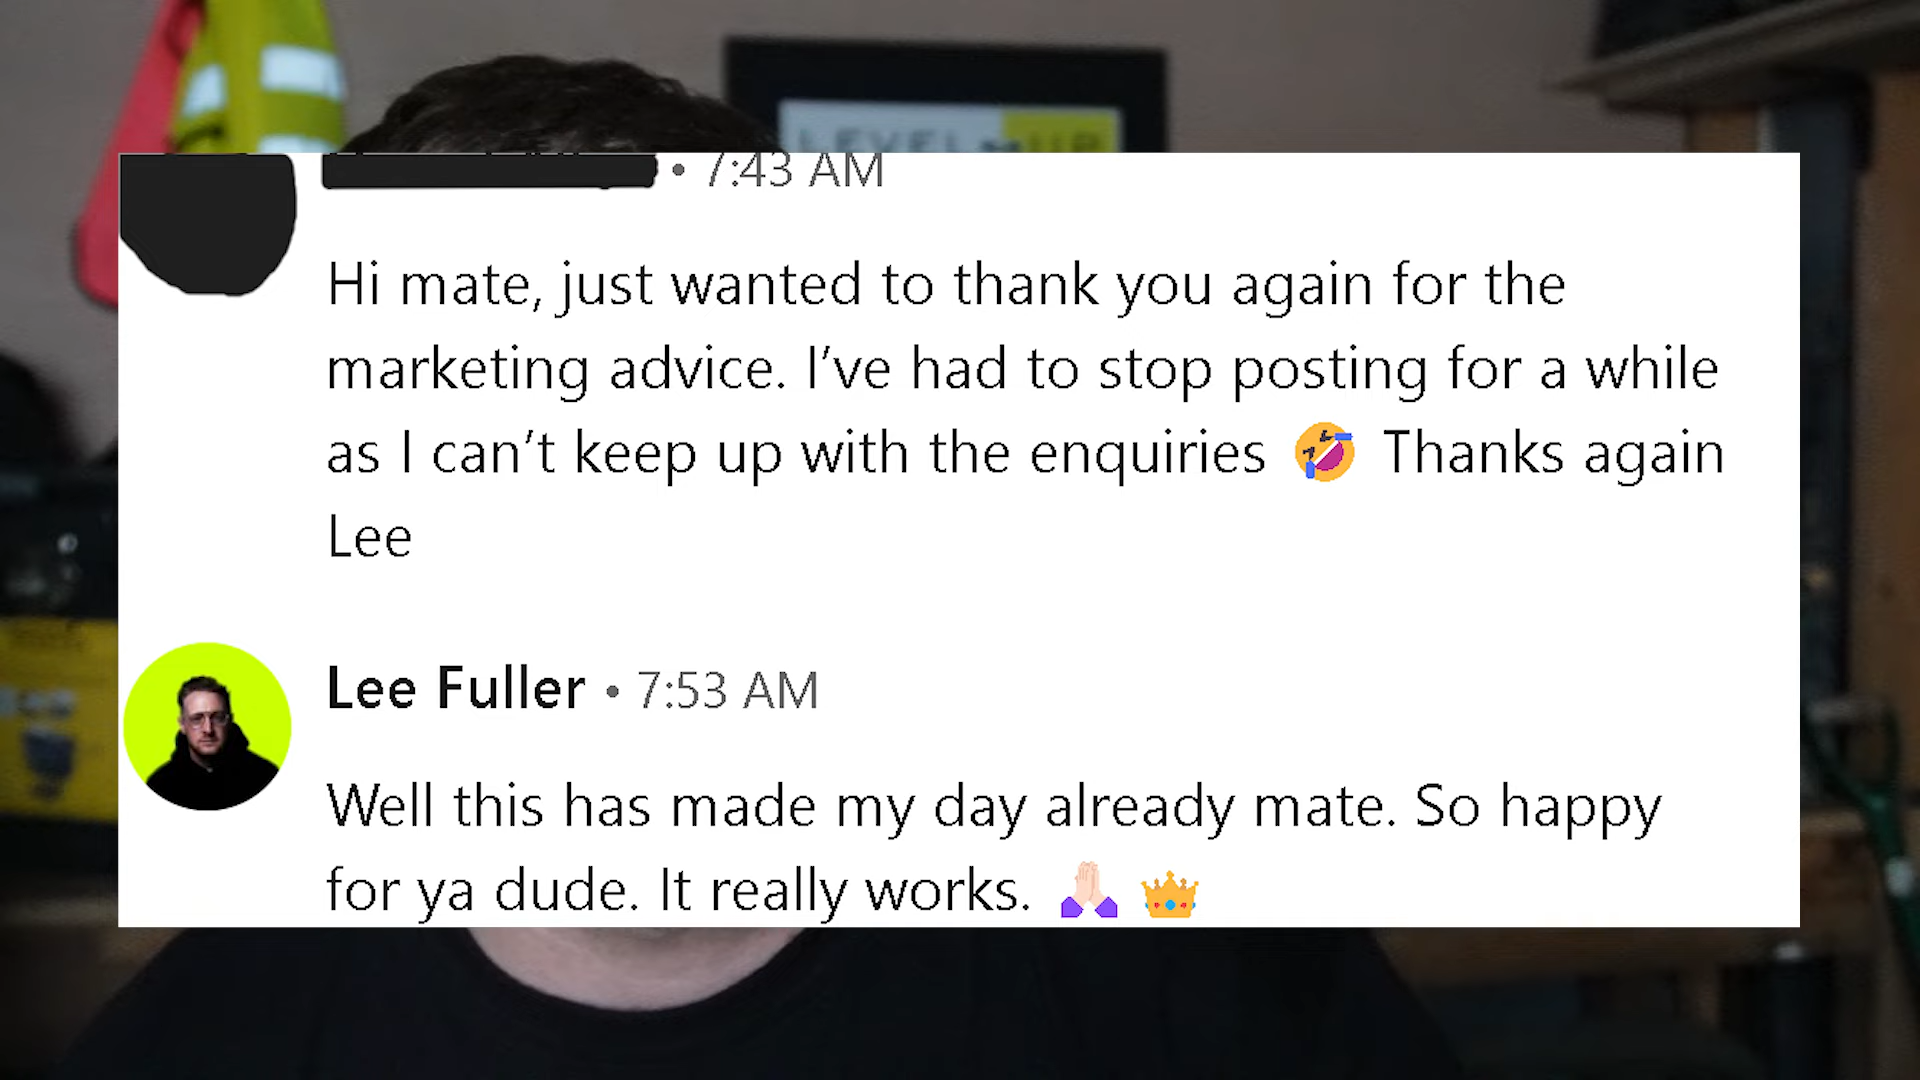 LEVEL UP
• 7:43 AM
Hi mate, just wanted to thank you again for the
marketing advice. I’ve had to stop posting for a while
as I can’t keep up with the enquiries 🤣 Thanks again
Lee
Lee Fuller • 7:53 AM
Well this has made my day already mate. So happy
for ya dude. It really works. 🙏🏻 👑